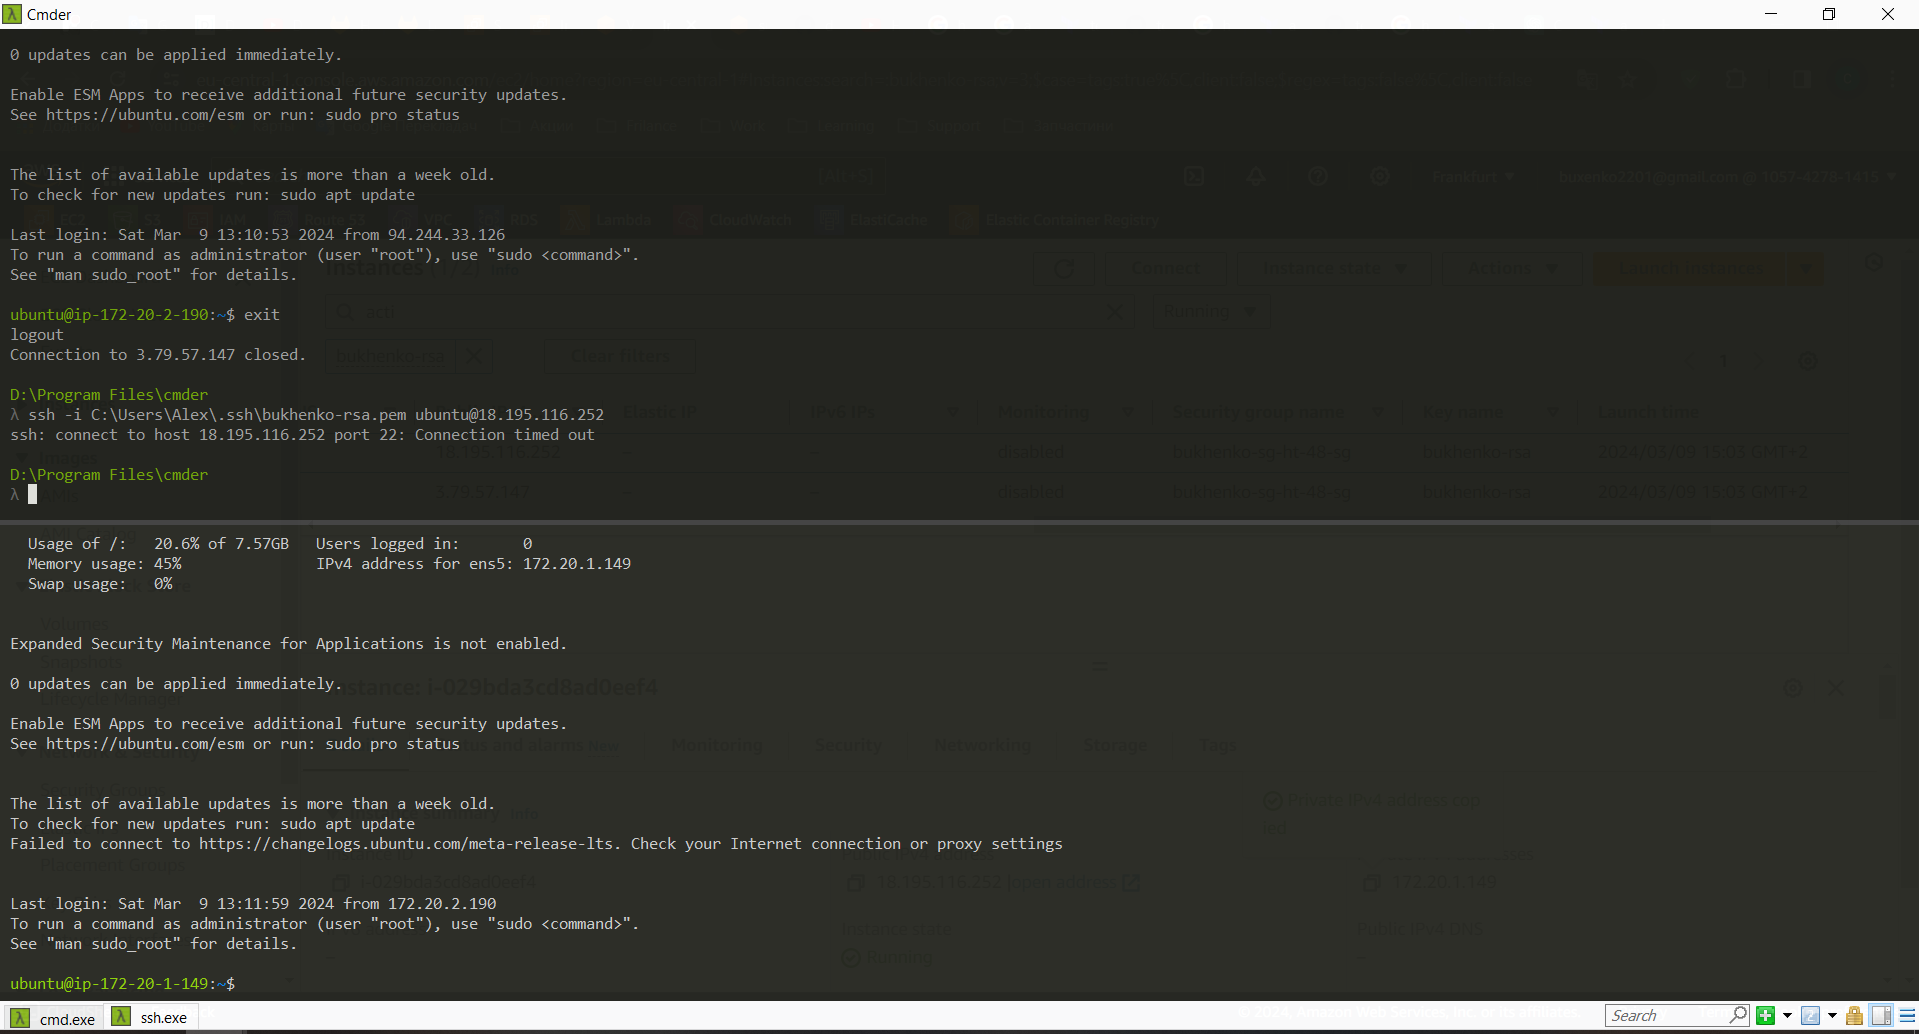 Cmder
0 updates can be applied immediately.
Enable ESM Apps to receive additional future security updates.
See https://ubuntu.com/esm or run: sudo pro status
The list of available updates is more than a week old.
To check for new updates run: sudo apt update
Last login: Sat Mar  9 13:10:53 2024 from 94.244.33.126
To run a command as administrator (user "root"), use "sudo <command>".
See "man sudo_root" for details.
ubuntu@ip-172-20-2-190:~$ exit
logout
Connection to 3.79.57.147 closed.
D:\Program Files\cmder
λ ssh -i C:\Users\Alex\.ssh\bukhenko-rsa.pem ubuntu@18.195.116.252
ssh: connect to host 18.195.116.252 port 22: Connection timed out
D:\Program Files\cmder
λ
Usage of /:   20.6% of 7.57GB   Users logged in:       0
Memory usage: 45%               IPv4 address for ens5: 172.20.1.149
Swap usage:   0%
Expanded Security Maintenance for Applications is not enabled.
0 updates can be applied immediately.
Enable ESM Apps to receive additional future security updates.
See https://ubuntu.com/esm or run: sudo pro status
The list of available updates is more than a week old.
To check for new updates run: sudo apt update
Failed to connect to https://changelogs.ubuntu.com/meta-release-lts. Check your Internet connection or proxy settings
Last login: Sat Mar  9 13:11:59 2024 from 172.20.2.190
To run a command as administrator (user "root"), use "sudo <command>".
See "man sudo_root" for details.
ubuntu@ip-172-20-1-149:~$
cmd.exe ssh.exe Search